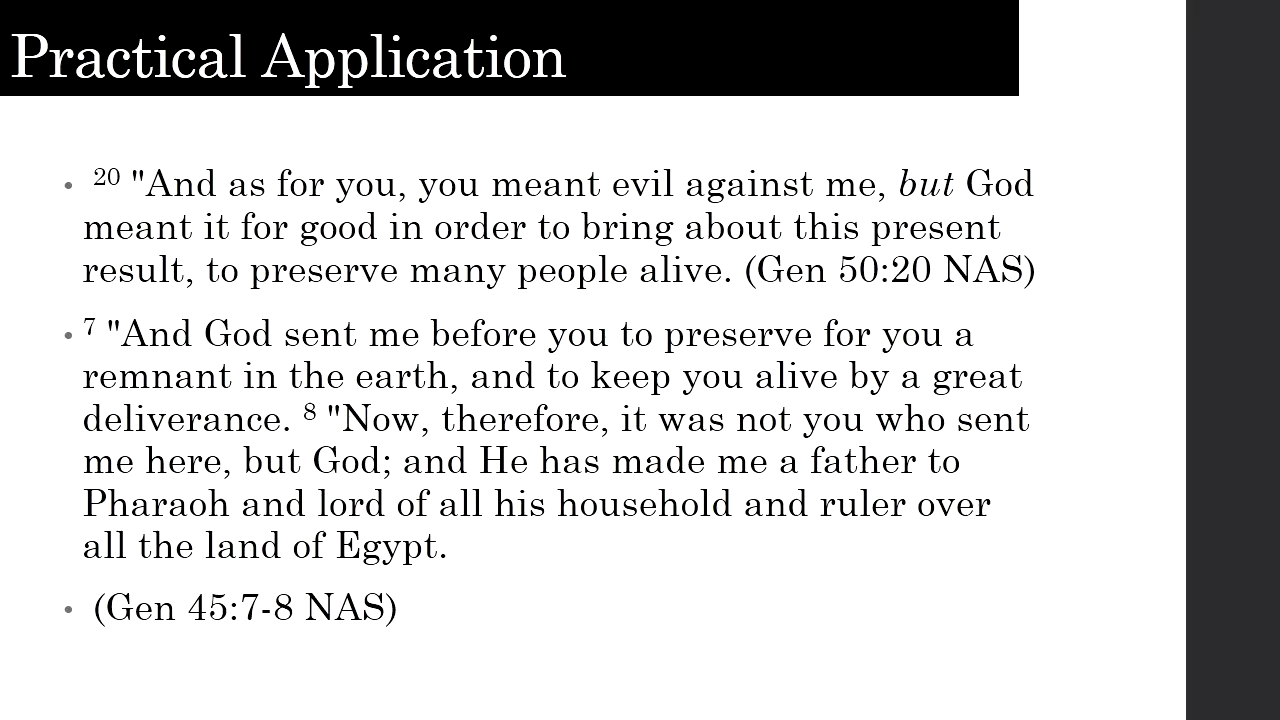 Practical Application
• 20 "And as for you, you meant evil against me, but God
meant it for good in order to bring about this present
result, to preserve many people alive. (Gen 50:20 NAS)
• 7 "And God sent me before you to preserve for you a
remnant in the earth, and to keep you alive by a great
deliverance. 8 "Now, therefore, it was not you who sent
me here, but God; and He has made me a father to
Pharaoh and lord of all his household and ruler over
all the land of Egypt.
• (Gen 45:7-8 NAS)